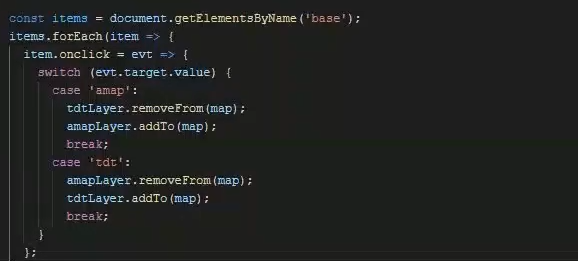 const items = document.getElementsByName('base');
items.forEach(item => {
  item.onclick = evt => {
    switch (evt.target.value) {
      case 'amap':
        tdtLayer.removeFrom(map);
        amapLayer.addTo(map);
        break;
      case 'tdt':
        amapLayer.removeFrom(map);
        tdtLayer.addTo(map);
        break;
    }
  };